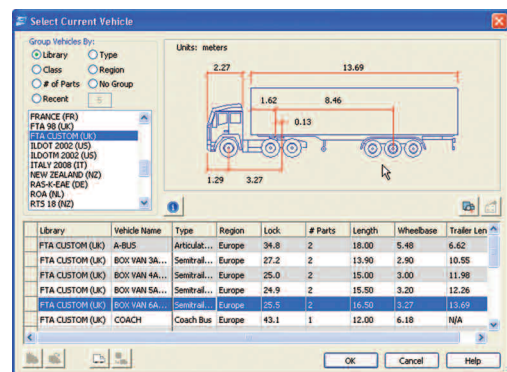 Select Current Vehicle
Group Vehicles By:
Library Type
Class Region
# of Parts No Group
Recent 6
FRANCE (FR)
FTA 98 (UK)
FTA CUSTOM (UK)
ILDOT 2002 (US)
ILDOTM 2002 (US)
ITALY 2008 (IT)
NEW ZEALAND (NZ)
RAS-K-EAE (DE)
ROA (NL)
RTS 18 (NZ)
Units: meters
2.27 13.69
1.62 8.46
0.13
1.29 3.27
Library Vehicle Name Type Region Lock # Parts Length Wheelbase Trailer Len
FTA CUSTOM (UK) A-BUS Articulat... Europe 34.8 2 18.00 5.48 6.62
FTA CUSTOM (UK) BOX VAN 3A... Semitrail... Europe 27.2 2 13.90 2.90 10.55
FTA CUSTOM (UK) BOX VAN 4A... Semitrail... Europe 25.0 2 15.00 3.00 11.98
FTA CUSTOM (UK) BOX VAN 5A... Semitrail... Europe 24.9 2 15.50 3.20 12.26
FTA CUSTOM (UK) BOX VAN 6A... Semitrail... Europe 25.5 2 16.50 3.27 13.69
FTA CUSTOM (UK) COACH Coach Bus Europe 43.1 1 12.00 6.18 N/A
OK Cancel Help